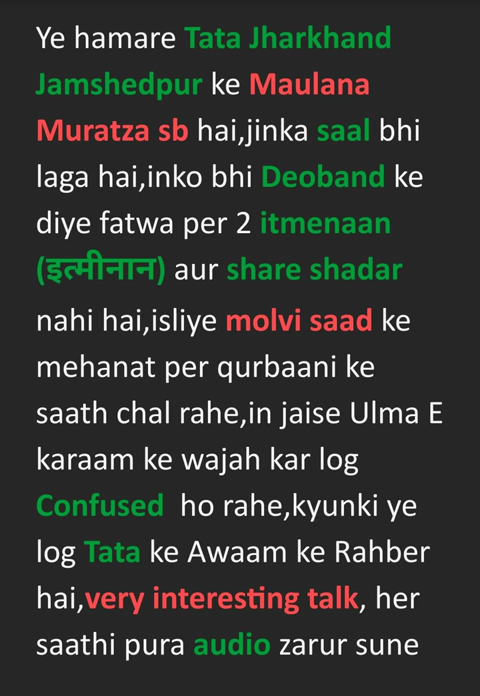 Ye hamare Tata Jharkhand
Jamshedpur ke Maulana
Muratza sb hai,jinka saal bhi
laga hai,inko bhi Deoband ke
diye fatwa per 2 itmenaan
(इत्मीनान) aur share shadar
nahi hai,isliye molvi saad ke
mehanat per qurbaani ke
saath chal rahe,in jaise Ulma E
karaam ke wajah kar log
Confused ho rahe,kyunki ye
log Tata ke Awaam ke Rahber
hai,very interesting talk, her
saathi pura audio zarur sune